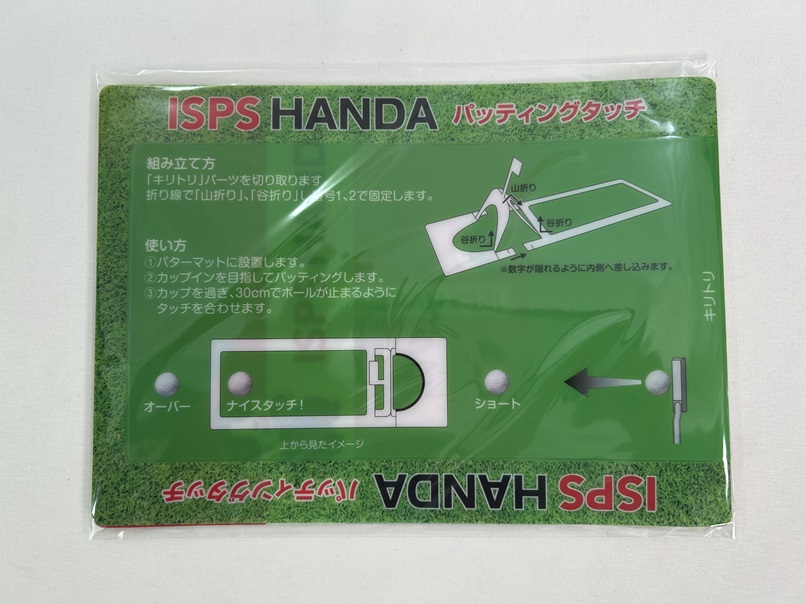 ISPS HANDA パッティングタッチ
組み立て方
「キリトリ」パーツを切り取ります
折り線で「山折り」、「谷折り」し 号1、2で固定します。
山折り
谷折り
谷折り
※数字が隠れるように内側へ差し込みます。
使い方
①パターマットに設置します。
②カップインを目指してパッティングします。
③カップを過ぎ、30cmでボールが止まるように
タッチを合わせます。
キリトリ
オーバー
ナイスタッチ！
ショート
上から見たイメージ
ISPS HANDA パッティングタッチ